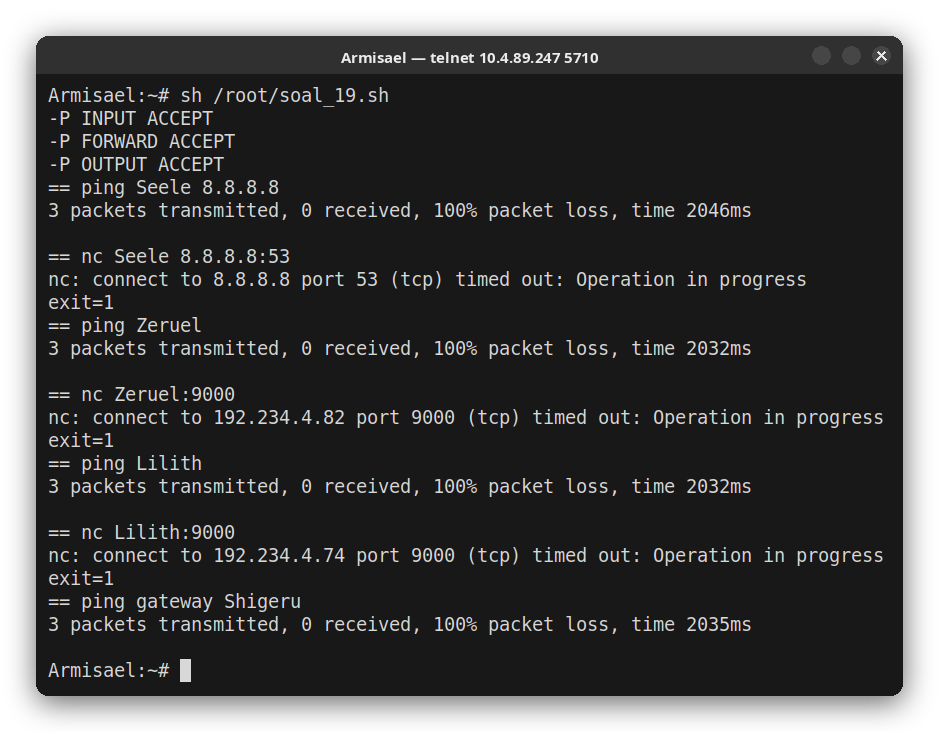 Armisael — telnet 10.4.89.247 5710
Armisael:~# sh /root/soal_19.sh
-P INPUT ACCEPT
-P FORWARD ACCEPT
-P OUTPUT ACCEPT
== ping Seele 8.8.8.8
3 packets transmitted, 0 received, 100% packet loss, time 2046ms
== nc Seele 8.8.8.8:53
nc: connect to 8.8.8.8 port 53 (tcp) timed out: Operation in progress
exit=1
== ping Zeruel
3 packets transmitted, 0 received, 100% packet loss, time 2032ms
== nc Zeruel:9000
nc: connect to 192.234.4.82 port 9000 (tcp) timed out: Operation in progress
exit=1
== ping Lilith
3 packets transmitted, 0 received, 100% packet loss, time 2032ms
== nc Lilith:9000
nc: connect to 192.234.4.74 port 9000 (tcp) timed out: Operation in progress
exit=1
== ping gateway Shigeru
3 packets transmitted, 0 received, 100% packet loss, time 2035ms
Armisael:~#